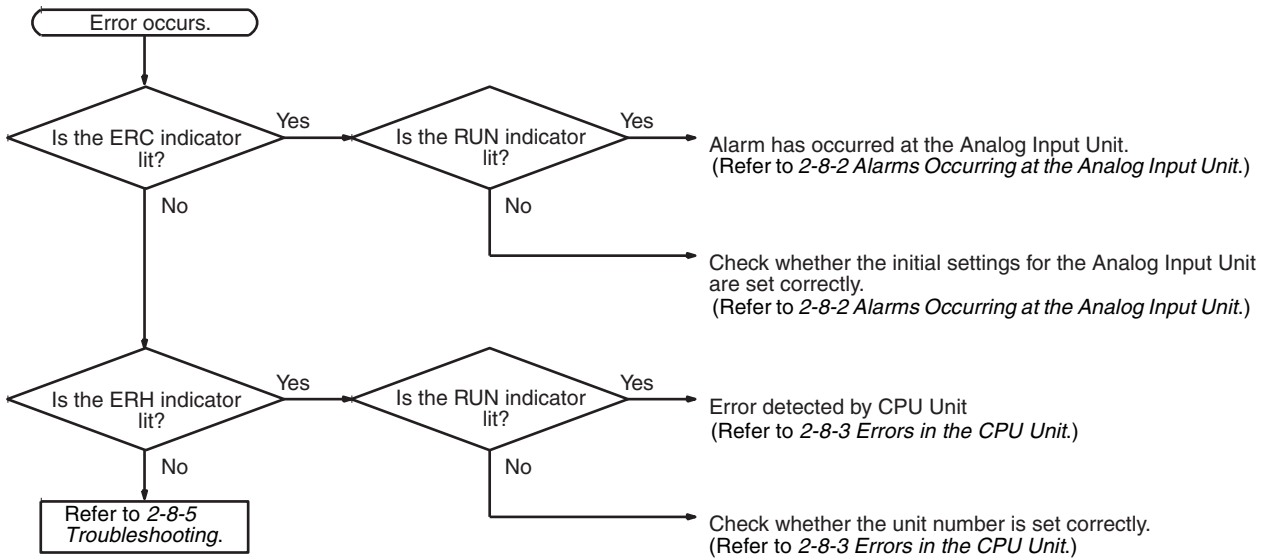 Error occurs.
Is the ERC indicator
lit?
Yes
Is the RUN indicator
lit?
Yes
Alarm has occurred at the Analog Input Unit.
(Refer to 2-8-2 Alarms Occurring at the Analog Input Unit.)
No
No
Check whether the initial settings for the Analog Input Unit
are set correctly.
(Refer to 2-8-2 Alarms Occurring at the Analog Input Unit.)
Is the ERH indicator
lit?
Yes
Is the RUN indicator
lit?
Yes
Error detected by CPU Unit
(Refer to 2-8-3 Errors in the CPU Unit.)
No
No
Refer to 2-8-5
Troubleshooting.
Check whether the unit number is set correctly.
(Refer to 2-8-3 Errors in the CPU Unit.)